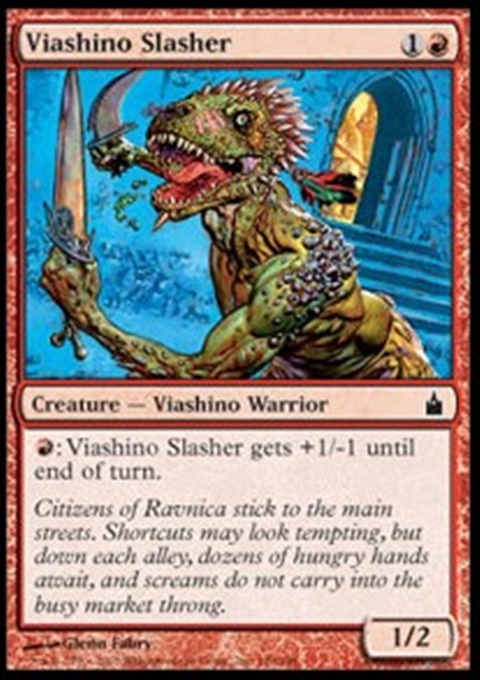 Viashino Slasher 1
Creature — Viashino Warrior
: Viashino Slasher gets +1/-1 until
end of turn.
Citizens of Ravnica stick to the main
streets. Shortcuts may look tempting, but
down each alley, dozens of hungry hands
await, and screams do not carry into the
busy market throng.
Glenn Fabry
1/2